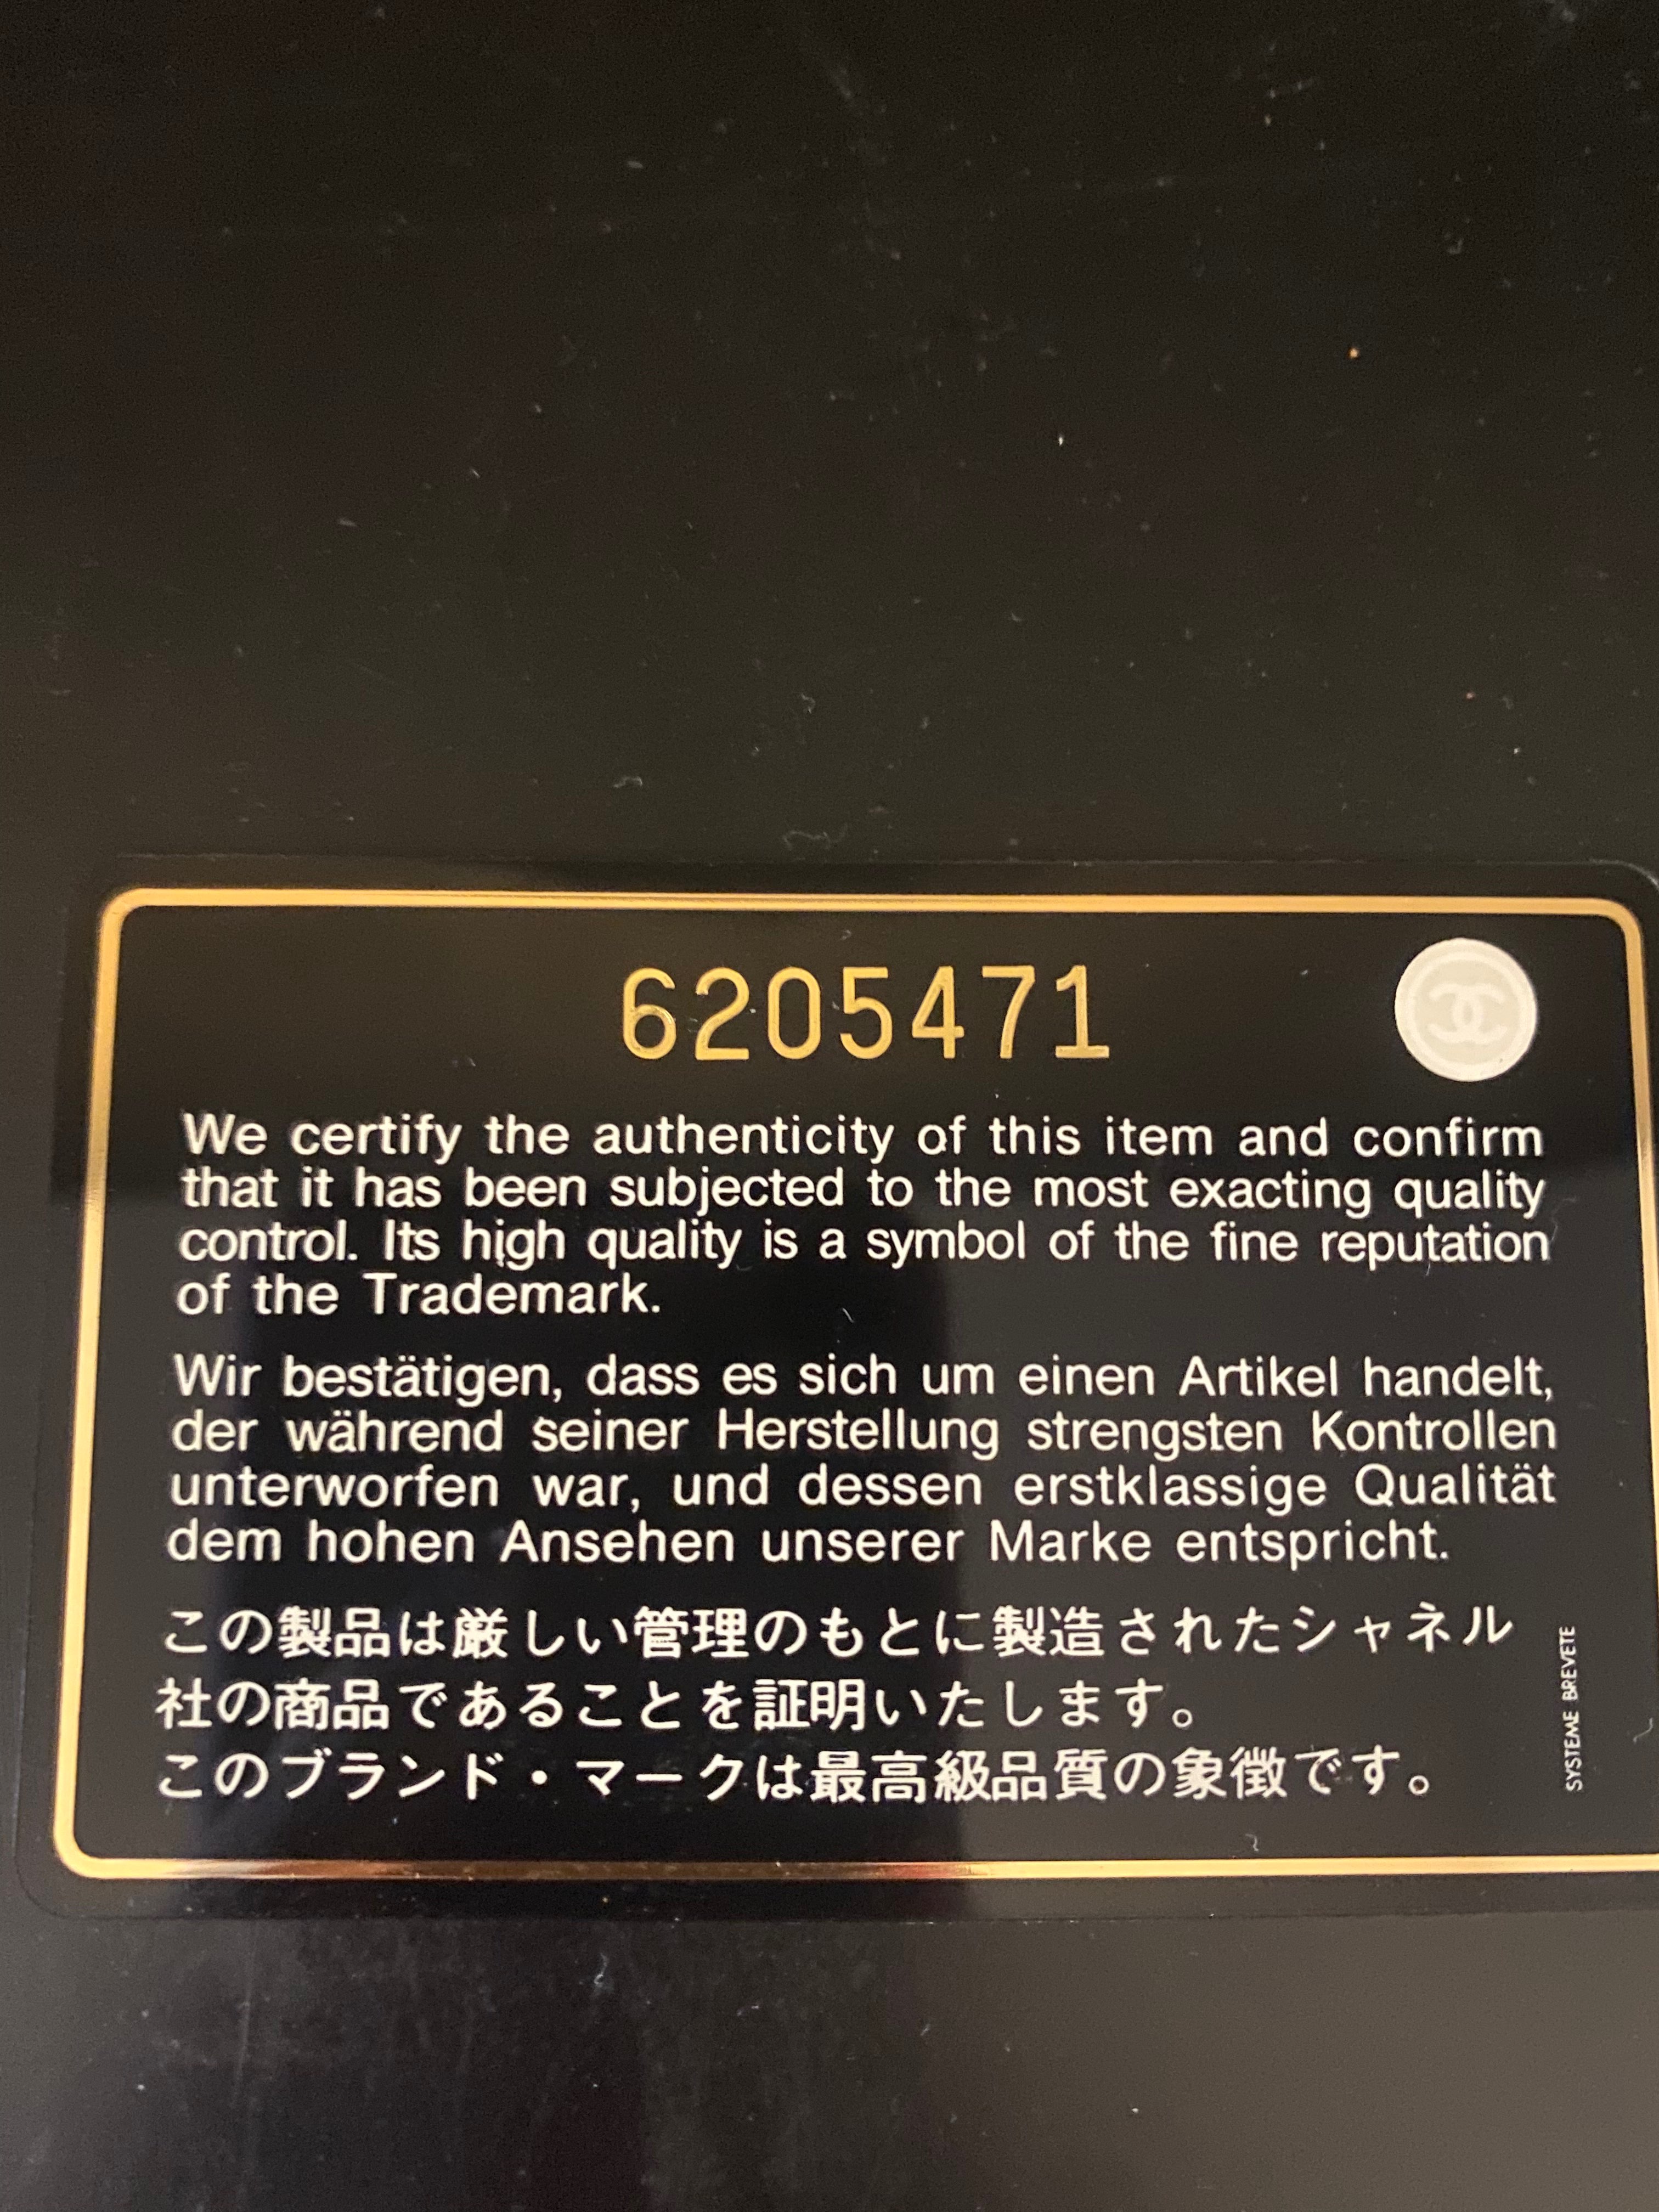 6205471
We certify the authenticity of this item and confirm
that it has been subjected to the most exacting quality
control. Its high quality is a symbol of the fine reputation
of the Trademark.
Wir bestätigen, dass es sich um einen Artikel handelt,
der während seiner Herstellung strengsten Kontrollen
unterworfen war, und dessen erstklassige Qualität
dem hohen Ansehen unserer Marke entspricht.
この製品は厳しい管理のもとに製造されたシャネル
社の商品であることを証明いたします。
このブランド・マークは最高級品質の象徴です。
SYSTEME BREVETE